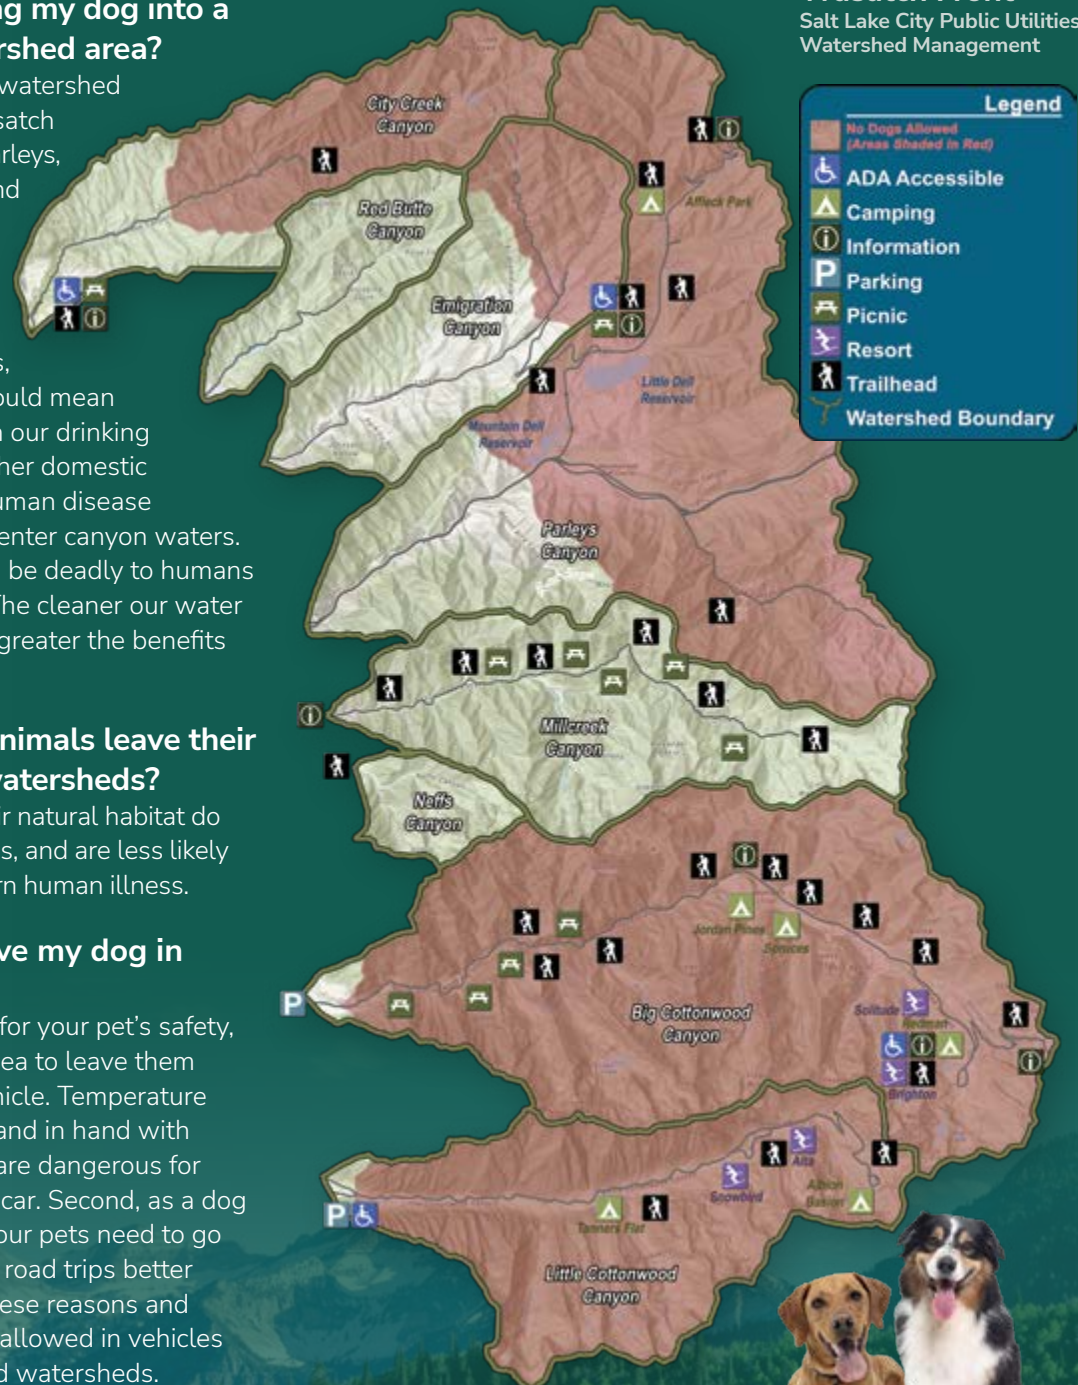 ng my dog into a
rshed area?
watershed
satch
rleys,
nd
s,
ould mean
n our drinking
her domestic
uman disease
enter canyon waters.
be deadly to humans
The cleaner our water
greater the benefits
nimals leave their
vatersheds?
ir natural habitat do
s, and are less likely
rn human illness.
ve my dog in
for your pet’s safety,
ea to leave them
nicle. Temperature
and in hand with
are dangerous for
car. Second, as a dog
our pets need to go
road trips better
ese reasons and
allowed in vehicles
d watersheds.
Salt Lake City Public Utilities
Watershed Management
Legend
No Dogs Allowed
(Areas Shaded in Red)
ADA Accessible
Camping
Information
P Parking
Picnic
Resort
Trailhead
Watershed Boundary
City Creek
Canyon
Red Butte
Canyon
Affleck Park
Emigration
Canyon
Little Dell
Reservoir
Mountain Dell
Reservoir
Parleys
Canyon
Millcreek
Canyon
Neffs
Canyon
Jordan Pines
Spruces
P
Big Cottonwood
Canyon
Solitude
Redman
Brighton
Alta
Snowbird
Albion
Basin
P
Tanners Flat
Little Cottonwood
Canyon